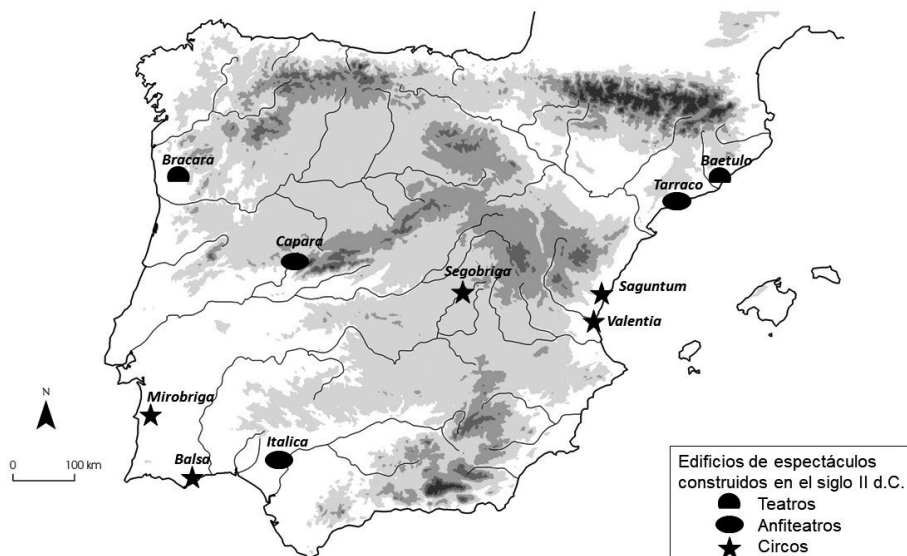 Bracara
Baetulo
Tarraco
Capara
Segobriga
Saguntum
Valentia
Mirobriga
N
Italica
Balsa
0
100 km
Edificios de espectáculos
construidos en el siglo II d.C.
Teatros
Anfiteatros
Circos